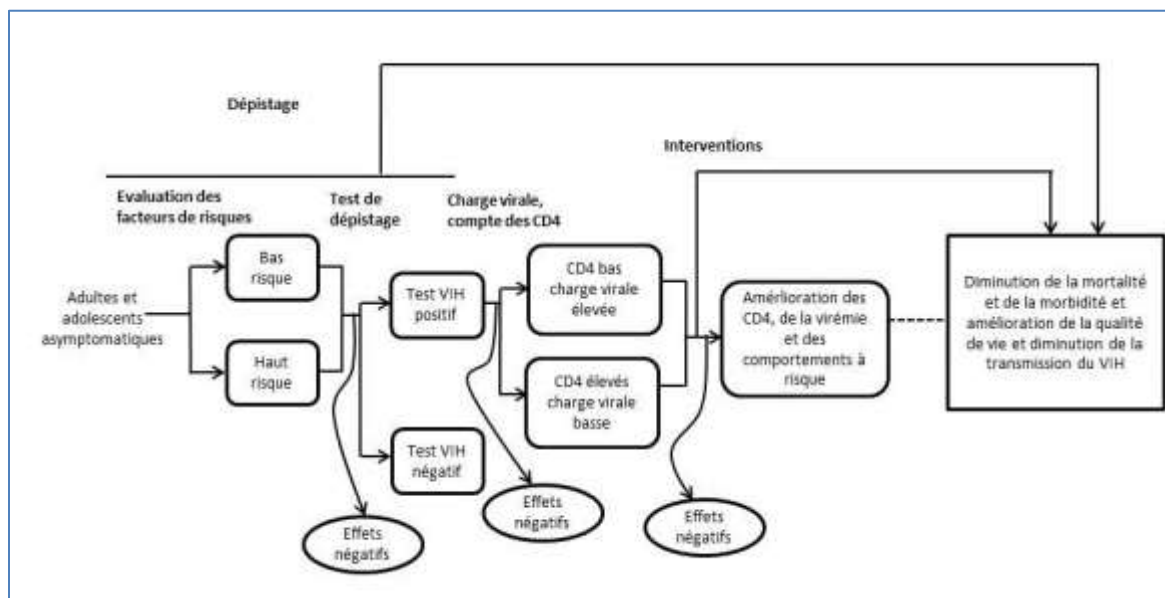 Dépistage
Interventions
Evaluation des
facteurs de risques
Test de
dépistage
Charge virale,
compte des CD4
Adultes et
adolescents
asymptomatiques
Bas
risque
Haut
risque
Test VIH
positif
Test VIH
négatif
CD4 bas
charge virale
élevée
CD4 élevés
charge virale
basse
Amérlioration des
CD4, de la virémie
et des
comportements à
risque
Diminution de la mortalité
et de la morbidité et
amélioration de la qualité
de vie et diminution de la
transmission du VIH
Effets
négatifs
Effets
négatifs
Effets
négatifs